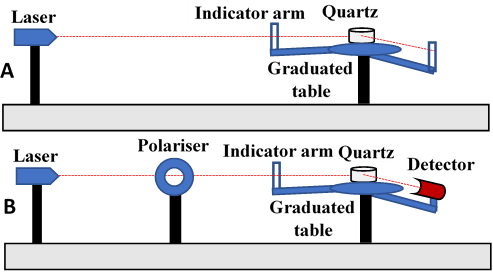 Laser
Indicator arm
Quartz
A
Graduated
table
Polariser
Laser
Indicator arm
Quartz
Detector
B
Graduated
table